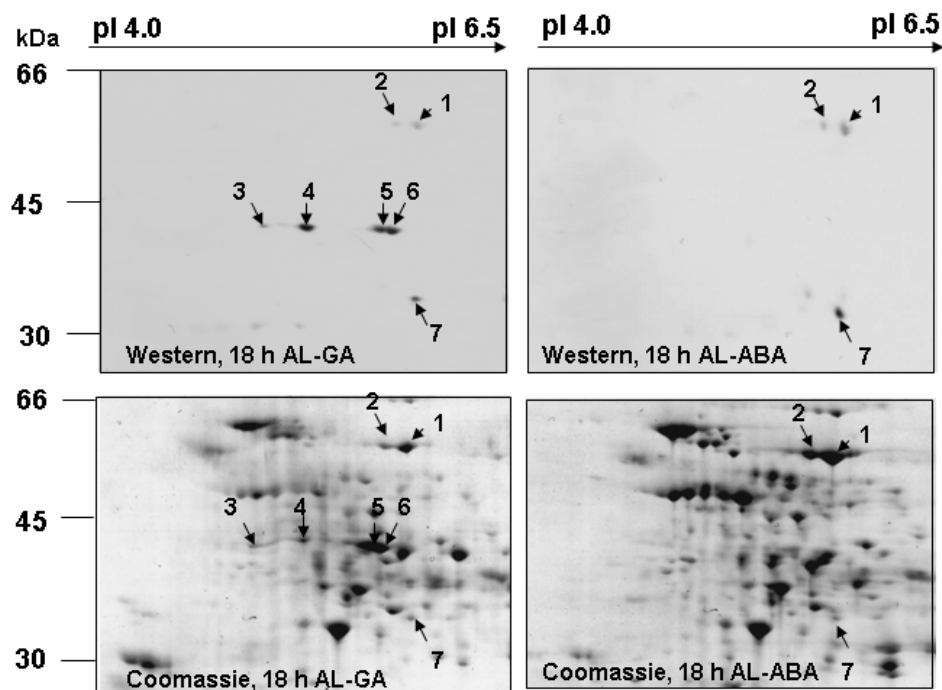 kDa
pI 4.0
pI 6.5
pI 4.0
pI 6.5
66
2
1
45
3
4
5
6
7
30
Western, 18 h AL-GA
2
1
Western, 18 h AL-ABA
7
66
2
1
45
3
4
5
6
7
30
Coomassie, 18 h AL-GA
2
1
Coomassie, 18 h AL-ABA
7